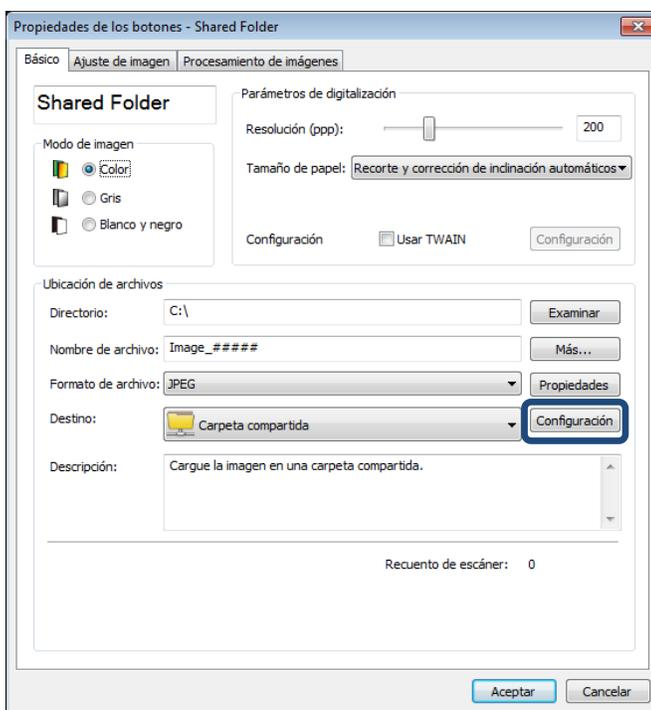 Propiedades de los botones - Shared Folder
Básico Ajuste de imagen Procesamiento de imágenes
Shared Folder
Modo de imagen
Color
Gris
Blanco y negro
Parámetros de digitalización
Resolución (ppp): 200
Tamaño de papel: Recorte y corrección de inclinación automáticos
Configuración Usar TWAIN Configuración
Ubicación de archivos
Directorio: C:\ Examinar
Nombre de archivo: Image_##### Más...
Formato de archivo: JPEG Propiedades
Destino: Carpeta compartida Configuración
Descripción: Cargue la imagen en una carpeta compartida.
Recuento de escáner: 0
Aceptar Cancelar